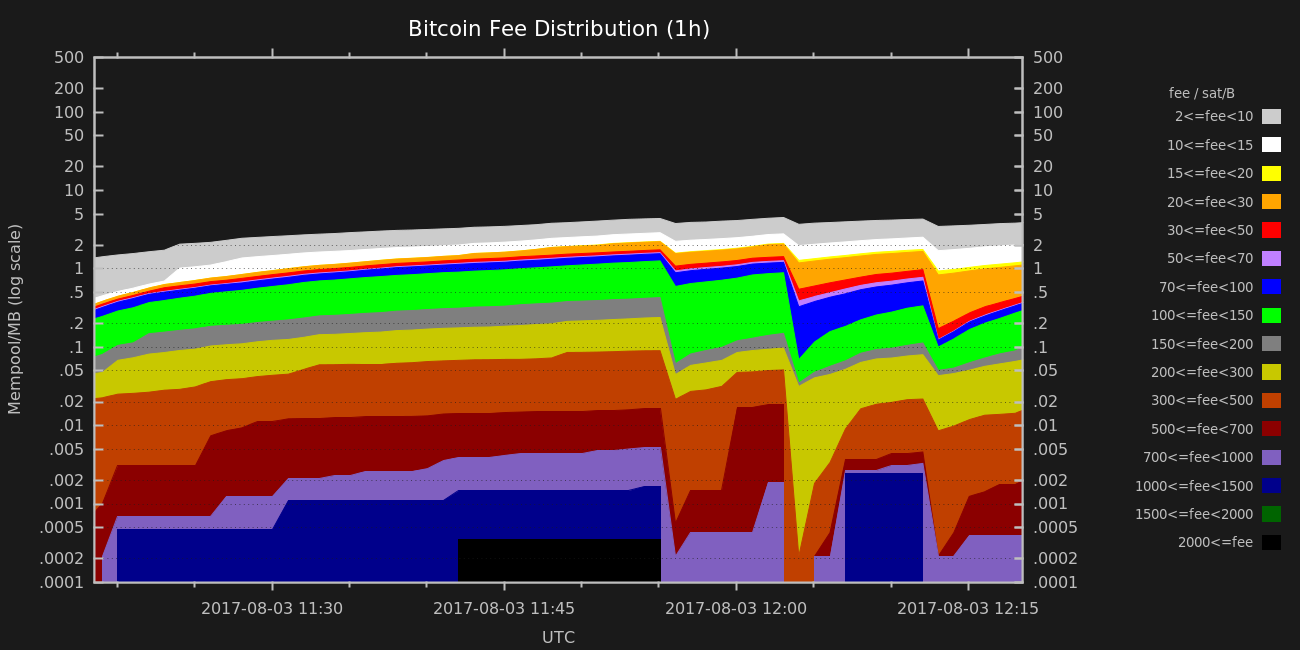 Bitcoin Fee Distribution (1h)
500
200
100
50
20
10
5
2
1
.5
.2
.1
.05
.02
.01
.005
.002
.001
.0005
.0002
.0001
Mempool/MB (log scale)
500
200
100
50
20
10
5
2
1
.5
.2
.1
.05
.02
.01
.005
.002
.001
.0005
.0002
.0001
2017-08-03 11:30
2017-08-03 11:45
2017-08-03 12:00
2017-08-03 12:15
UTC
fee / sat/B
2<=fee<10
10<=fee<15
15<=fee<20
20<=fee<30
30<=fee<50
50<=fee<70
70<=fee<100
100<=fee<150
150<=fee<200
200<=fee<300
300<=fee<500
500<=fee<700
700<=fee<1000
1000<=fee<1500
1500<=fee<2000
2000<=fee